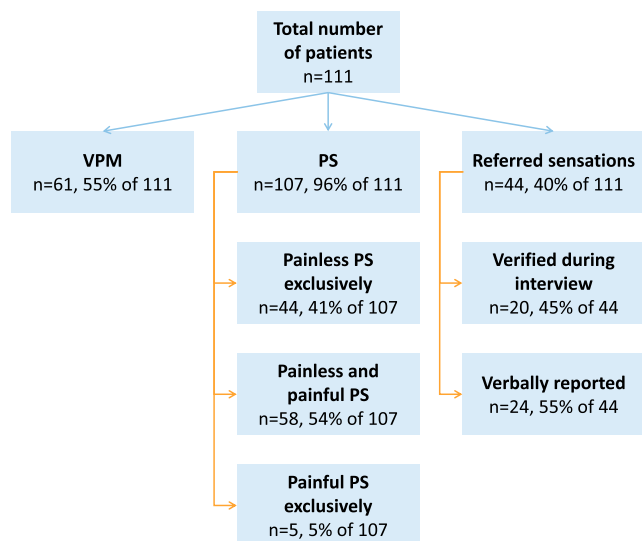 Total number
of patients
n=111
VPM
n=61, 55% of 111
PS
n=107, 96% of 111
Referred sensations
n=44, 40% of 111
Painless PS
exclusively
n=44, 41% of 107
Verified during
interview
n=20, 45% of 44
Painless and
painful PS
n=58, 54% of 107
Verbally reported
n=24, 55% of 44
Painful PS
exclusively
n=5, 5% of 107